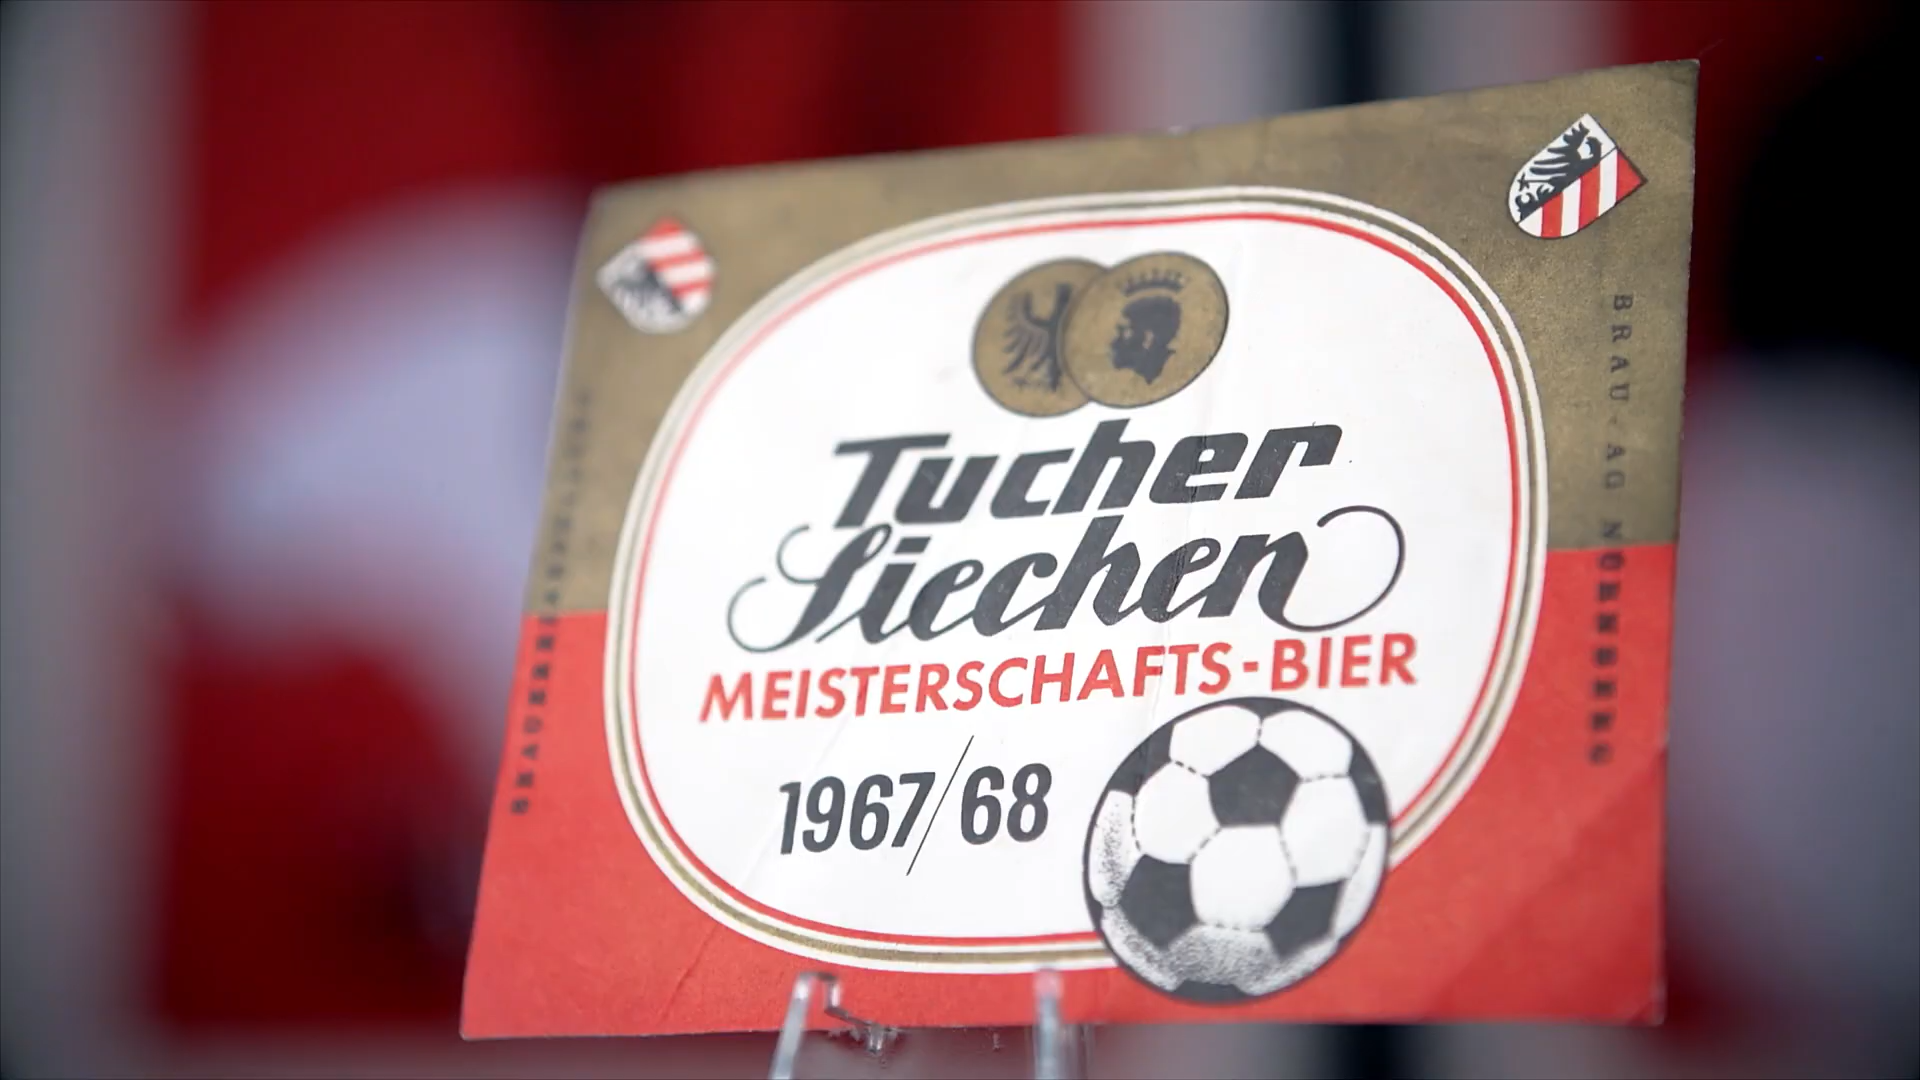 Tucher
Siechen
MEISTERSCHAFTS-BIER
1967/68
BRAU-AG NÜRNBERG